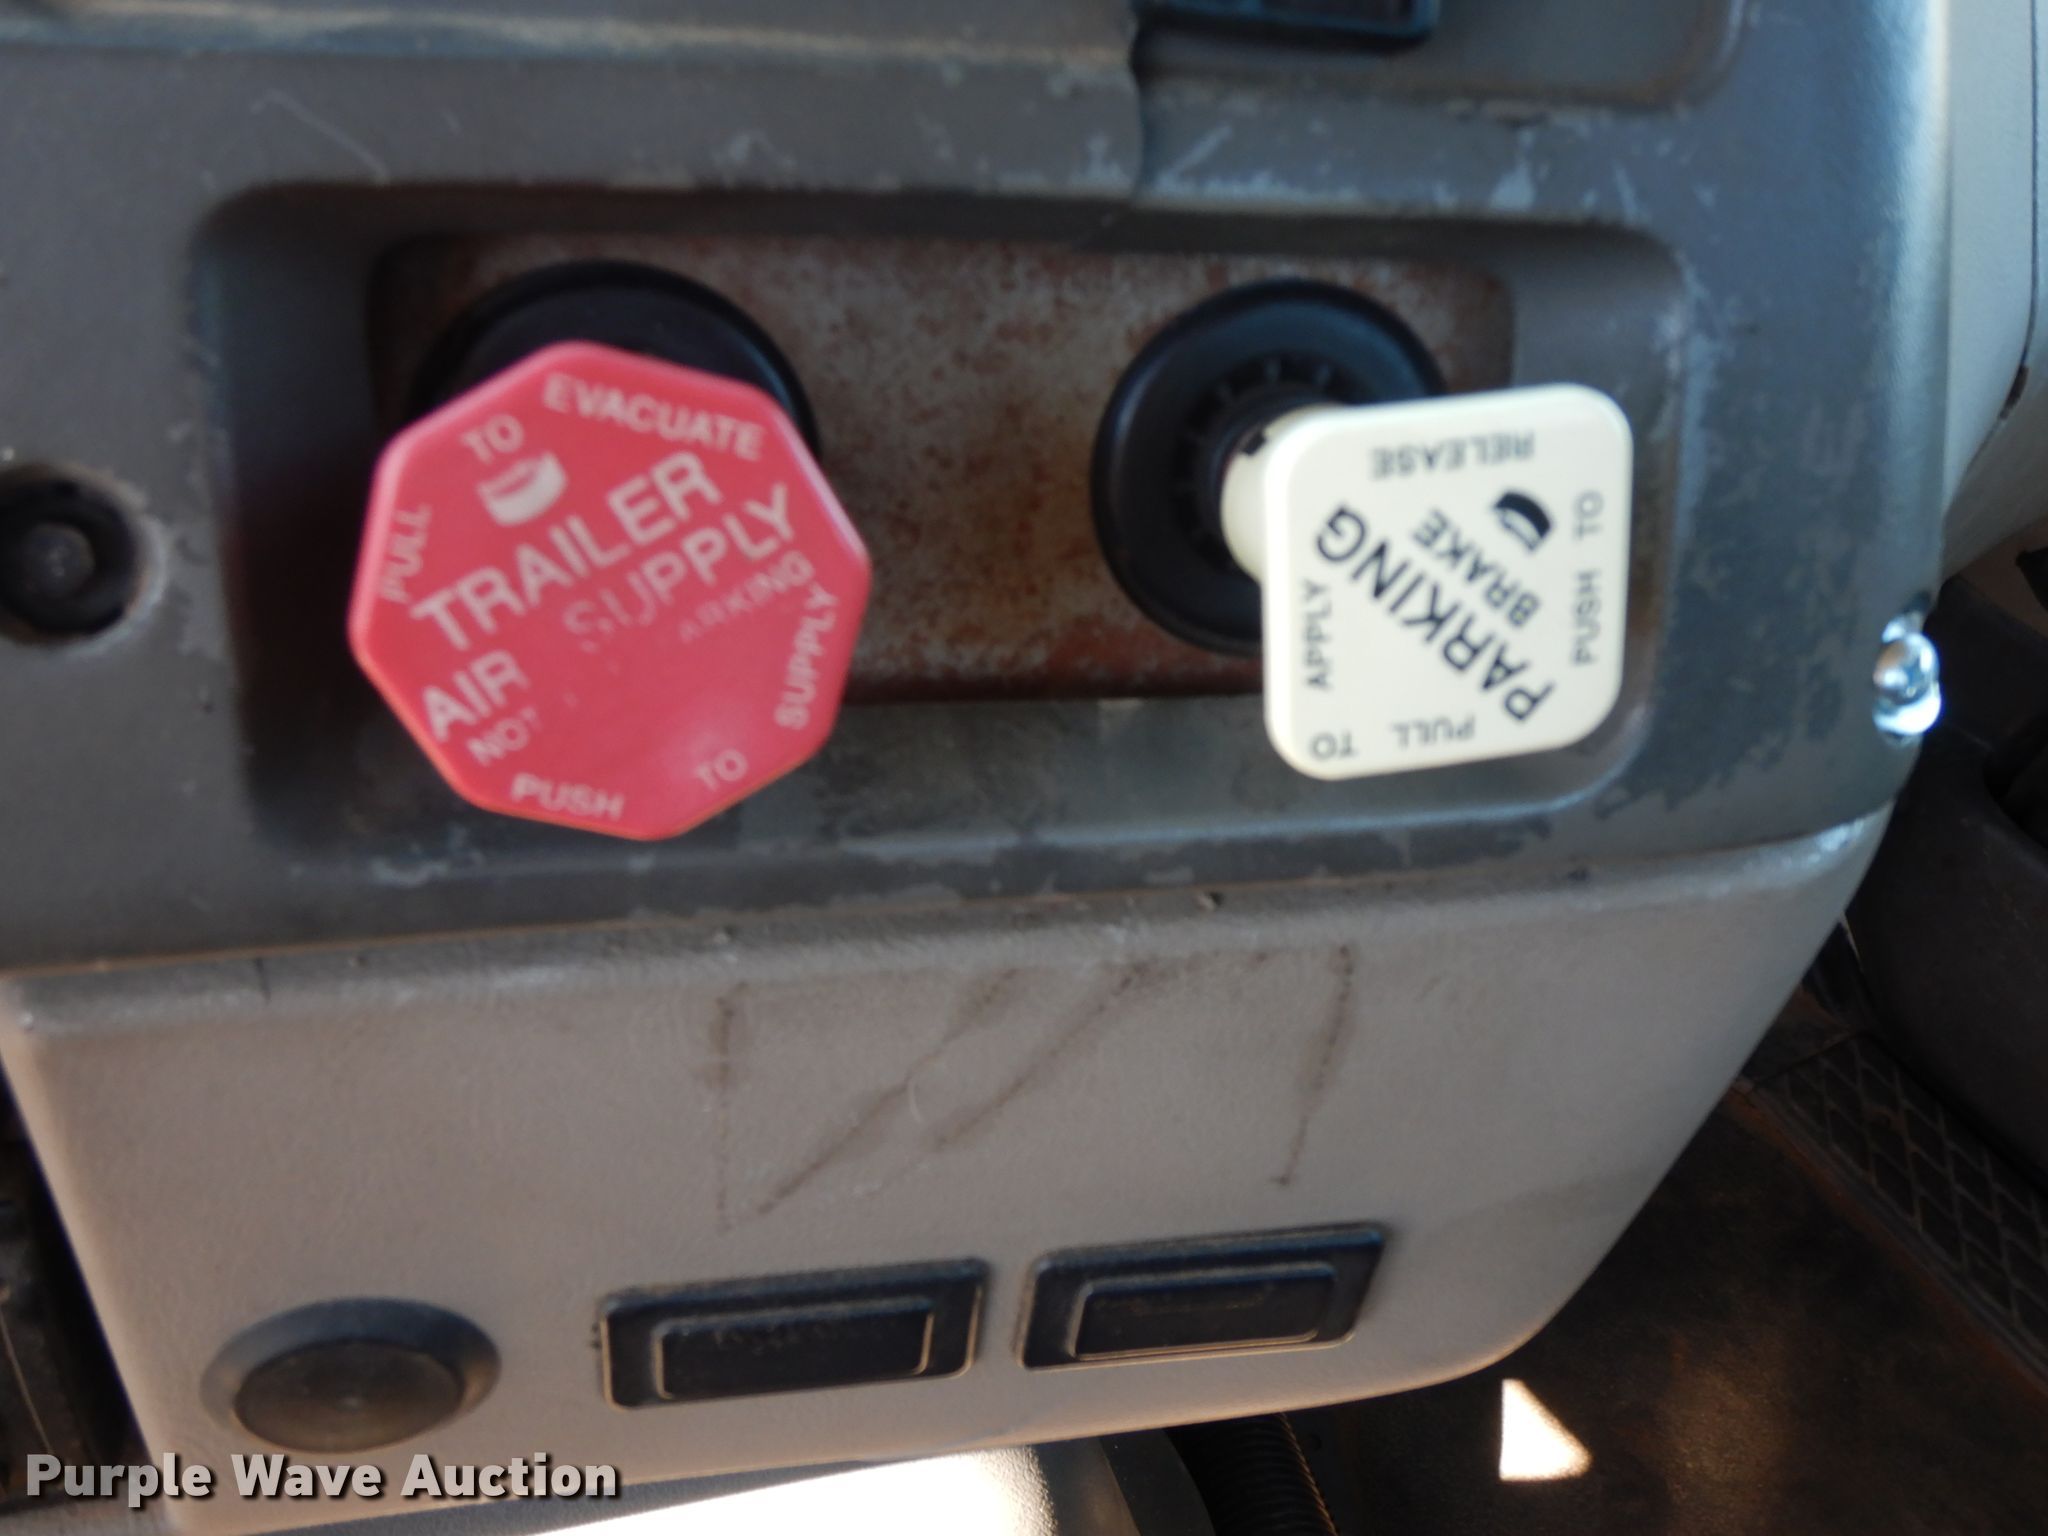 PULL TO EVACUATE
TRAILER
AIR SUPPLY
NOT PARKING
PUSH TO SUPPLY
PARKING
BRAKE
PUSH TO RELEASE
PULL TO APPLY
Purple Wave Auction